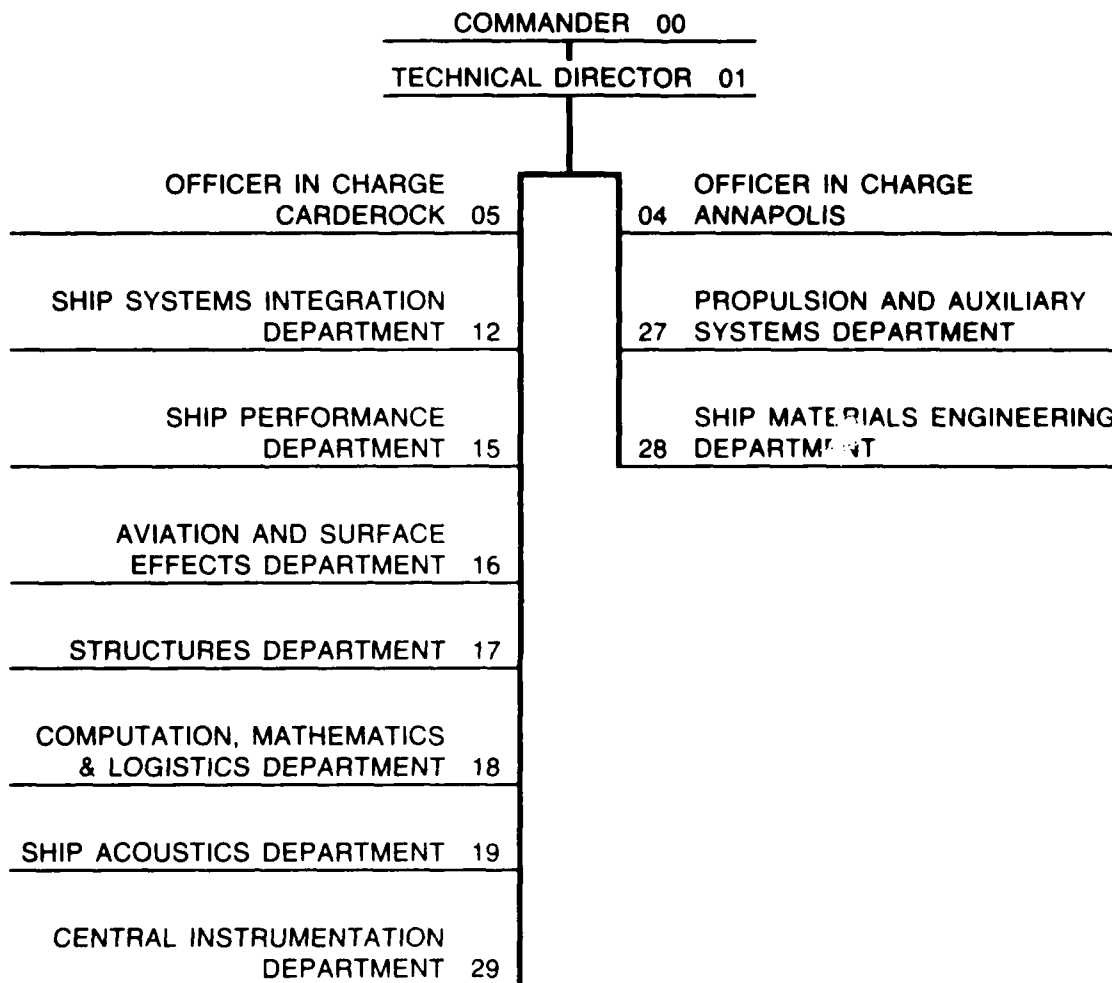 COMMANDER 00
TECHNICAL DIRECTOR 01
OFFICER IN CHARGE
CARDEROCK 05
OFFICER IN CHARGE
04 ANNAPOLIS
SHIP SYSTEMS INTEGRATION
DEPARTMENT 12
PROPULSION AND AUXILIARY
27 SYSTEMS DEPARTMENT
SHIP PERFORMANCE
DEPARTMENT 15
SHIP MATERIALS ENGINEERING
28 DEPARTMENT
AVIATION AND SURFACE
EFFECTS DEPARTMENT 16
STRUCTURES DEPARTMENT 17
COMPUTATION, MATHEMATICS
& LOGISTICS DEPARTMENT 18
SHIP ACOUSTICS DEPARTMENT 19
CENTRAL INSTRUMENTATION
DEPARTMENT 29